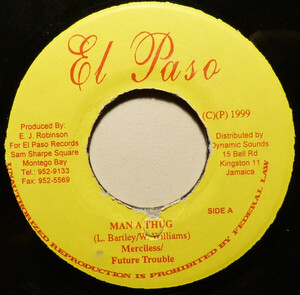 El Paso
(C)(P) 1999
Produced By:
E. J. Robinson
For El Paso Records
Sam Sharpe Square
Montego Bay
Tel: 952-9133
Fax: 952-5569
Distributed by
Dynamic Sounds
15 Bell Rd
Kingston 11
Jamaica
SIDE A
MAN A THUG
(L. Bartley/W. Williams)
Merciless/
Future Trouble
UNAUTHORIZED REPRODUCTION IS PROHIBITED BY FEDERAL LAW